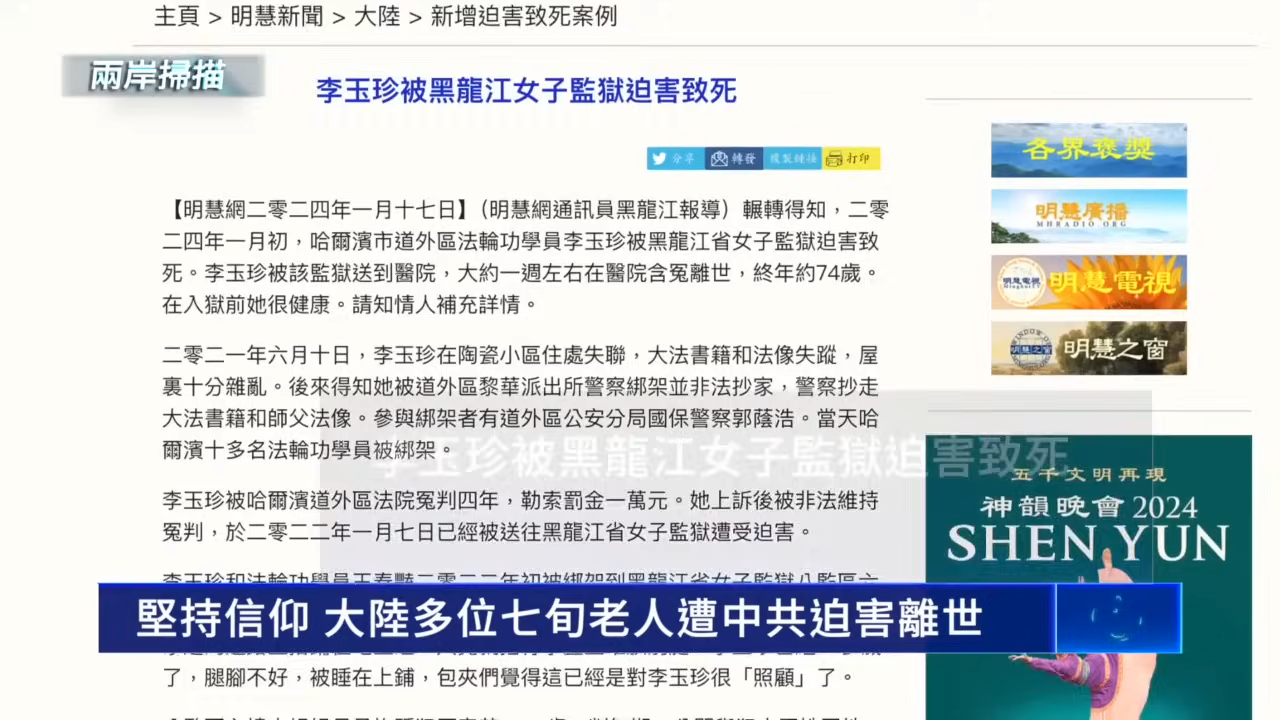 主頁 > 明慧新聞 > 大陸 > 新增迫害致死案例
兩岸掃描
李玉珍被黑龍江女子監獄迫害致死
分享 轉發 複製鏈接 打印
【明慧網二零二四年一月十七日】（明慧網通訊員黑龍江報導）輾轉得知，二零
二四年一月初，哈爾濱市道外區法輪功學員李玉珍被黑龍江省女子監獄迫害致
死。李玉珍被該監獄送到醫院，大約一週左右在醫院含冤離世，終年約74歲。
在入獄前她很健康。請知情人補充詳情。
二零二一年六月十日，李玉珍在陶瓷小區住處失聯，大法書籍和法像失蹤，屋
裏十分雜亂。後來得知她被道外區黎華派出所警察綁架並非法抄家，警察抄走
大法書籍和師父法像。參與綁架者有道外區公安分局國保警察郭蔭浩。當天哈
爾濱十多名法輪功學員被綁架。
李玉珍被黑龍江女子監獄迫害致死
李玉珍被哈爾濱道外區法院冤判四年，勒索罰金一萬元。她上訴後被非法維持
冤判，於二零二二年一月七日已經被送往黑龍江省女子監獄遭受迫害。
堅持信仰 大陸多位七旬老人遭中共迫害離世
了，腿腳不好，被睡在上鋪，包夾們覺得這已經是對李玉珍很「照顧」了。
各界褒獎
明慧廣播
MHRADIO.ORG
明慧電視
明慧之窗
五千文明再現
神韻晚會 2024
SHEN YUN